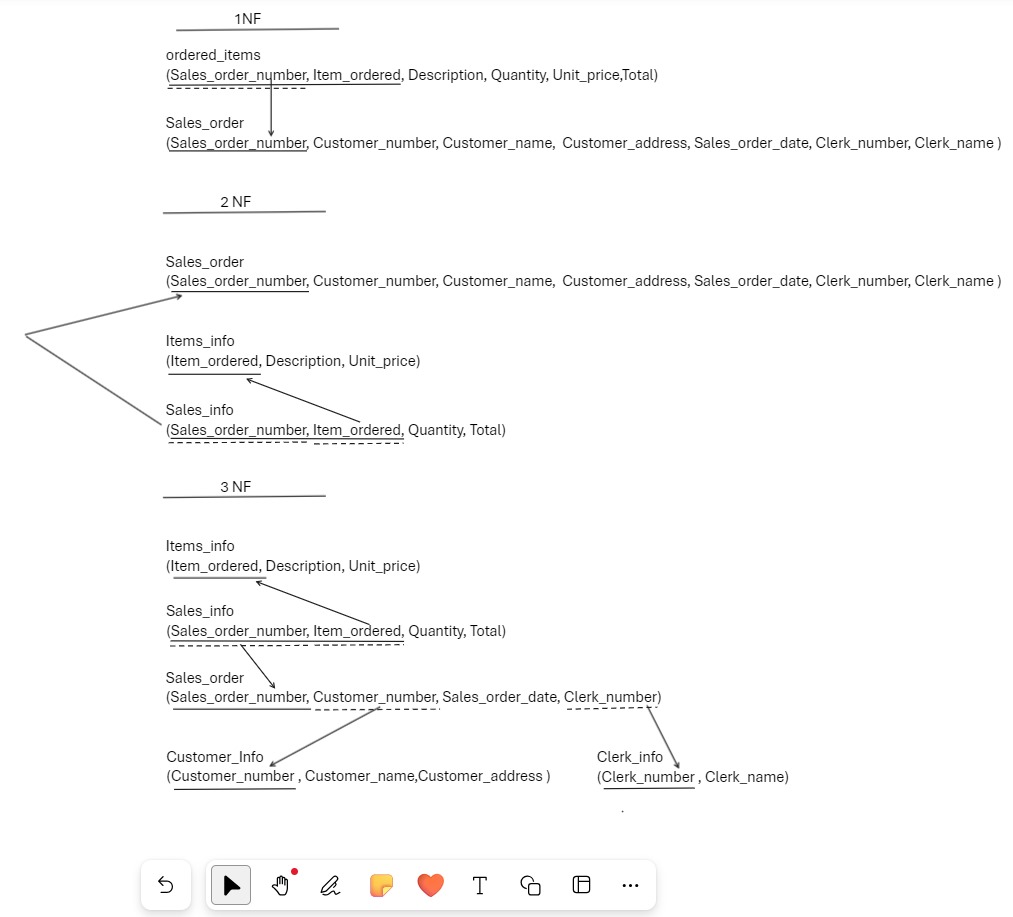 1NF
ordered_items
(Sales_order_number, Item_ordered, Description, Quantity, Unit_price,Total)
Sales_order
(Sales_order_number, Customer_number, Customer_name,  Customer_address, Sales_order_date, Clerk_number, Clerk_name )
2 NF
Sales_order
(Sales_order_number, Customer_number, Customer_name,  Customer_address, Sales_order_date, Clerk_number, Clerk_name )
Items_info
(Item_ordered, Description, Unit_price)
Sales_info
(Sales_order_number, Item_ordered, Quantity, Total)
3 NF
Items_info
(Item_ordered, Description, Unit_price)
Sales_info
(Sales_order_number, Item_ordered, Quantity, Total)
Sales_order
(Sales_order_number, Customer_number, Sales_order_date, Clerk_number)
Customer_Info
(Customer_number , Customer_name,Customer_address )
Clerk_info
(Clerk_number , Clerk_name)
.
T